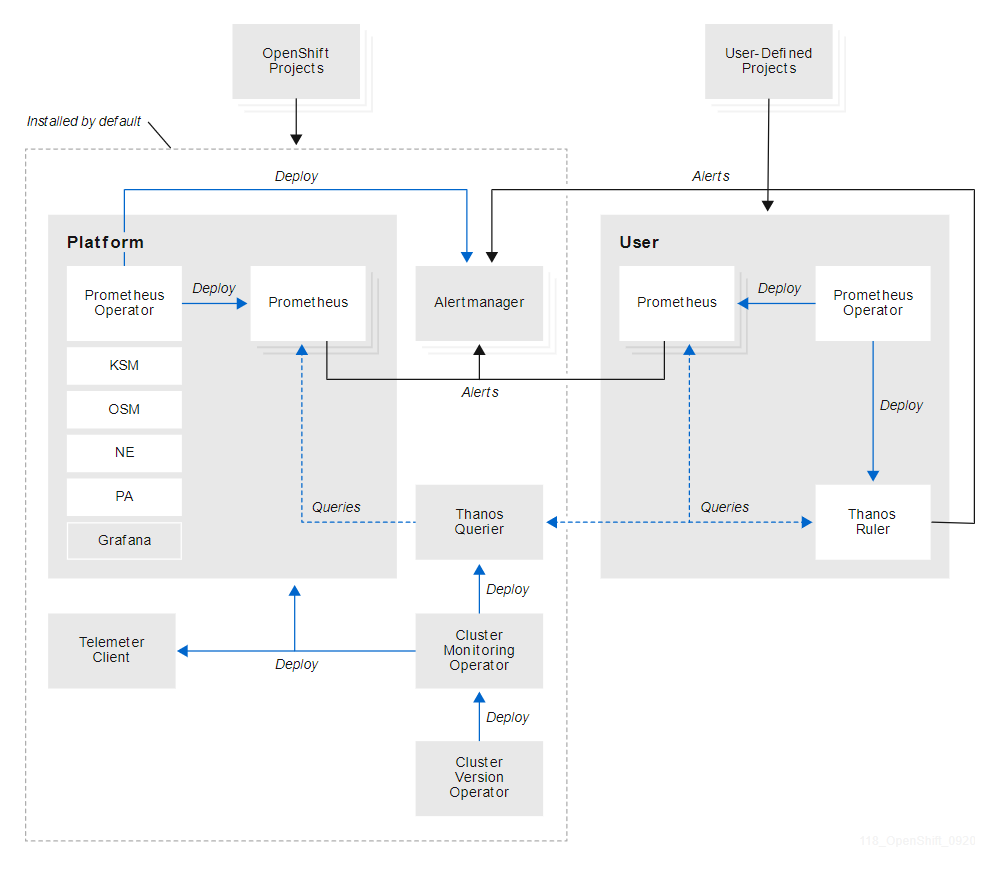 OpenShift
Projects
User-Defined
Projects
Installed by default
Deploy
Alerts
Platform
User
Prometheus
Operator
Deploy
Prometheus
Alertmanager
Prometheus
Deploy
Prometheus
Operator
KSM
OSM
NE
PA
Grafana
Alerts
Deploy
Queries
Thanos
Querier
Queries
Thanos
Ruler
Deploy
Telemeter
Client
Deploy
Cluster
Monitoring
Operator
Deploy
Cluster
Version
Operator
118_OpenShift_0920